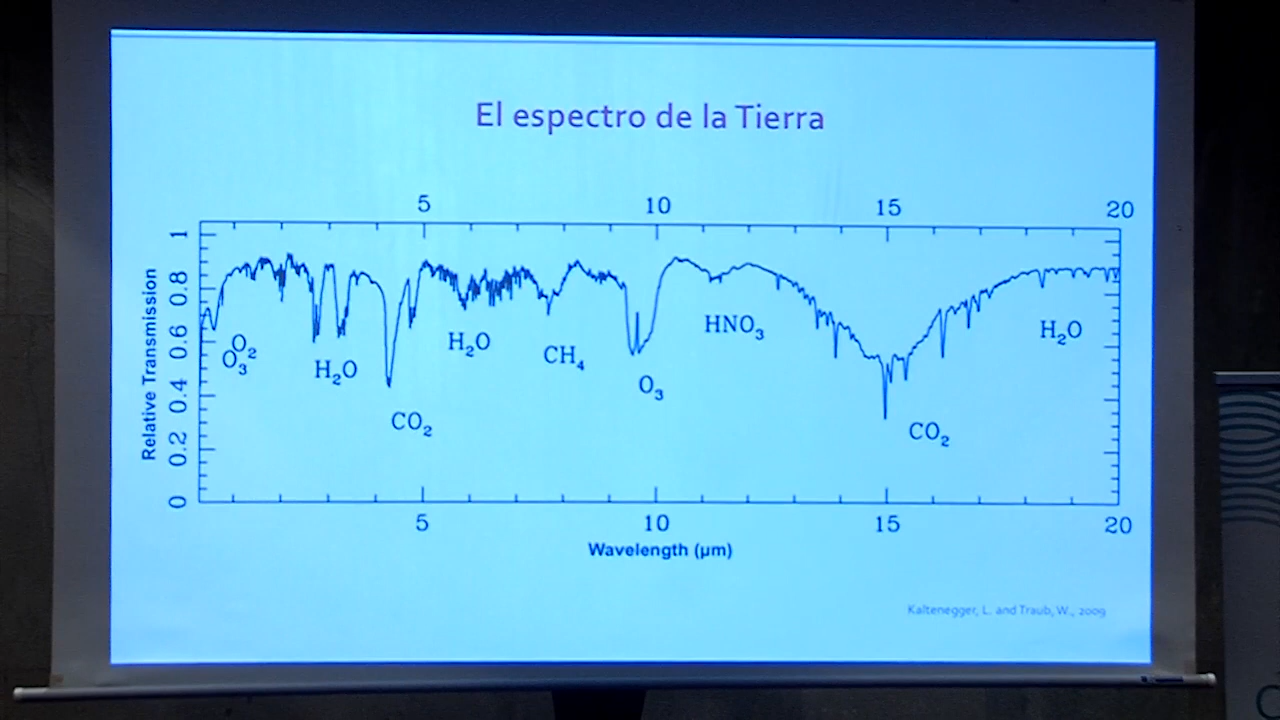 El espectro de la Tierra
5 10 15 20
Relative Transmission
1
0.8
0.6
0.4
0.2
0
O₂
O₃
H₂O
CO₂
H₂O
CH₄
O₃
HNO₃
CO₂
H₂O
5 10 15 20
Wavelength (μm)
Kaltenegger, L. and Traub, W., 2009